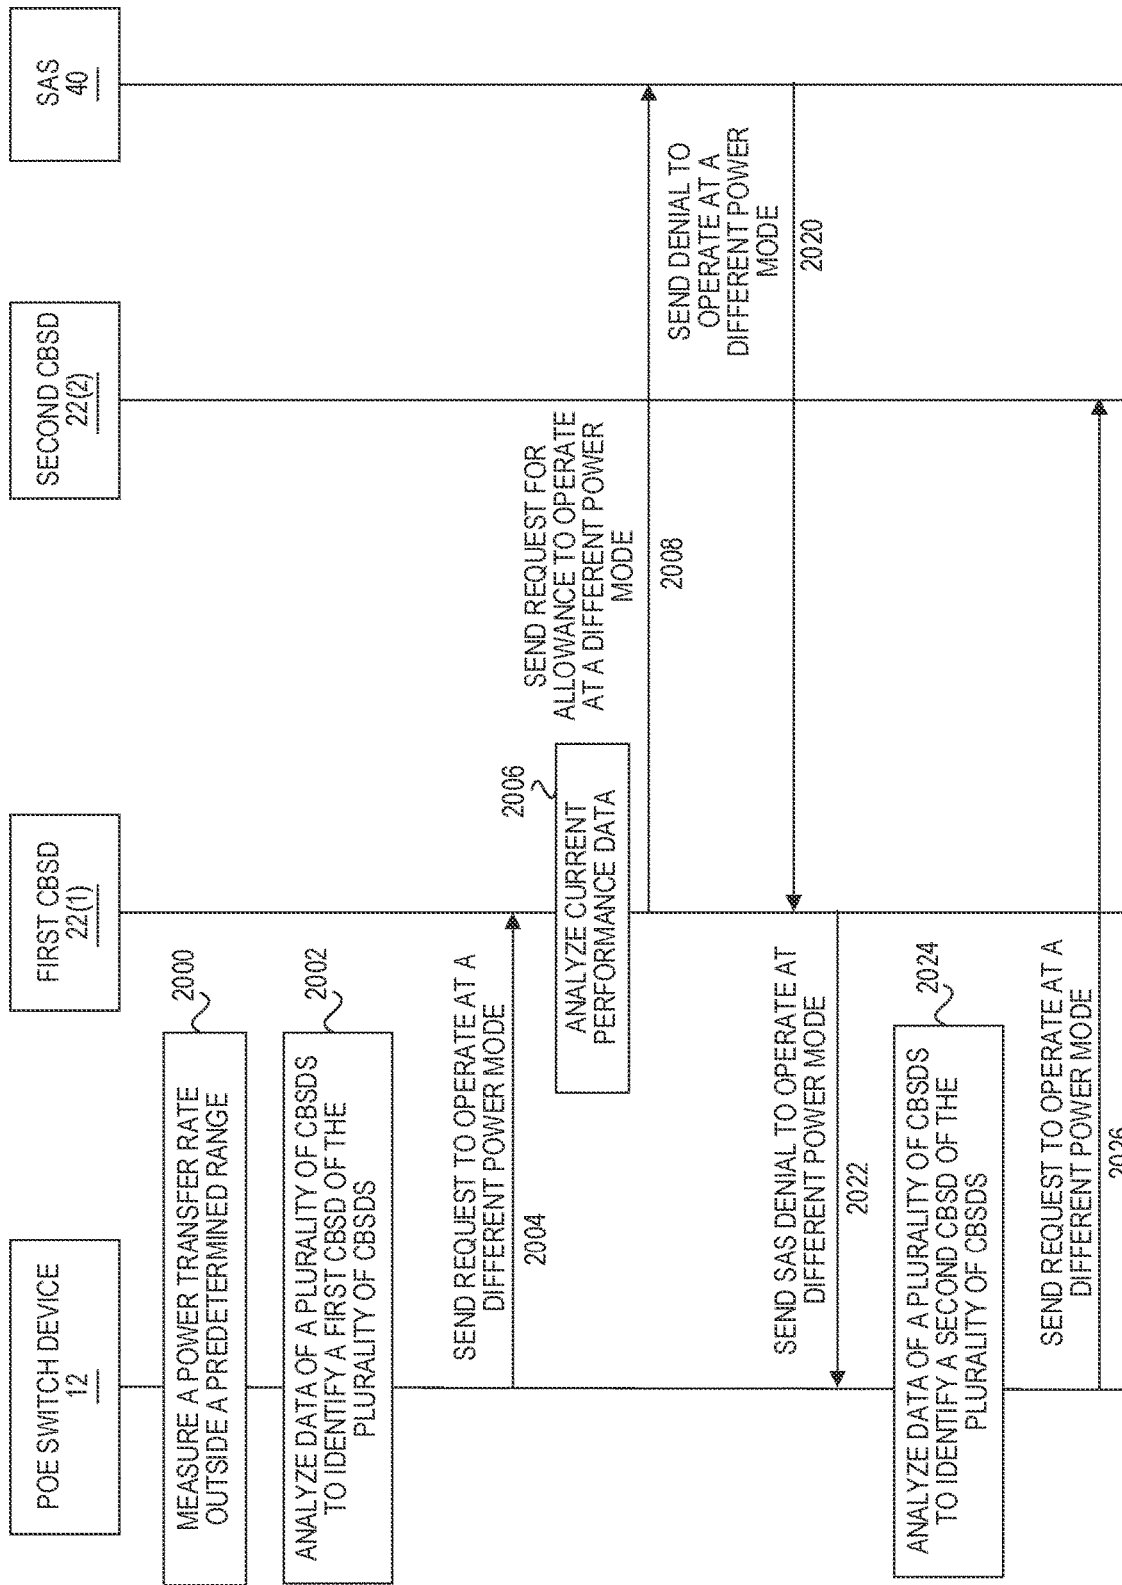 POE SWITCH DEVICE
12
FIRST CBSD
22(1)
SECOND CBSD
22(2)
SAS
40
MEASURE A POWER TRANSFER RATE
OUTSIDE A PREDETERMINED RANGE
2000
ANALYZE DATA OF A PLURALITY OF CBSDS
TO IDENTIFY A FIRST CBSD OF THE
PLURALITY OF CBSDS
2002
SEND REQUEST TO OPERATE AT A
DIFFERENT POWER MODE
2004
2006
ANALYZE CURRENT
PERFORMANCE DATA
SEND REQUEST FOR
ALLOWANCE TO OPERATE
AT A DIFFERENT POWER
MODE
2008
SEND DENIAL TO
OPERATE AT A
DIFFERENT POWER
MODE
2020
SEND SAS DENIAL TO OPERATE AT
DIFFERENT POWER MODE
2022
ANALYZE DATA OF A PLURALITY OF CBSDS
TO IDENTIFY A SECOND CBSD OF THE
PLURALITY OF CBSDS
2024
SEND REQUEST TO OPERATE AT A
DIFFERENT POWER MODE
2026